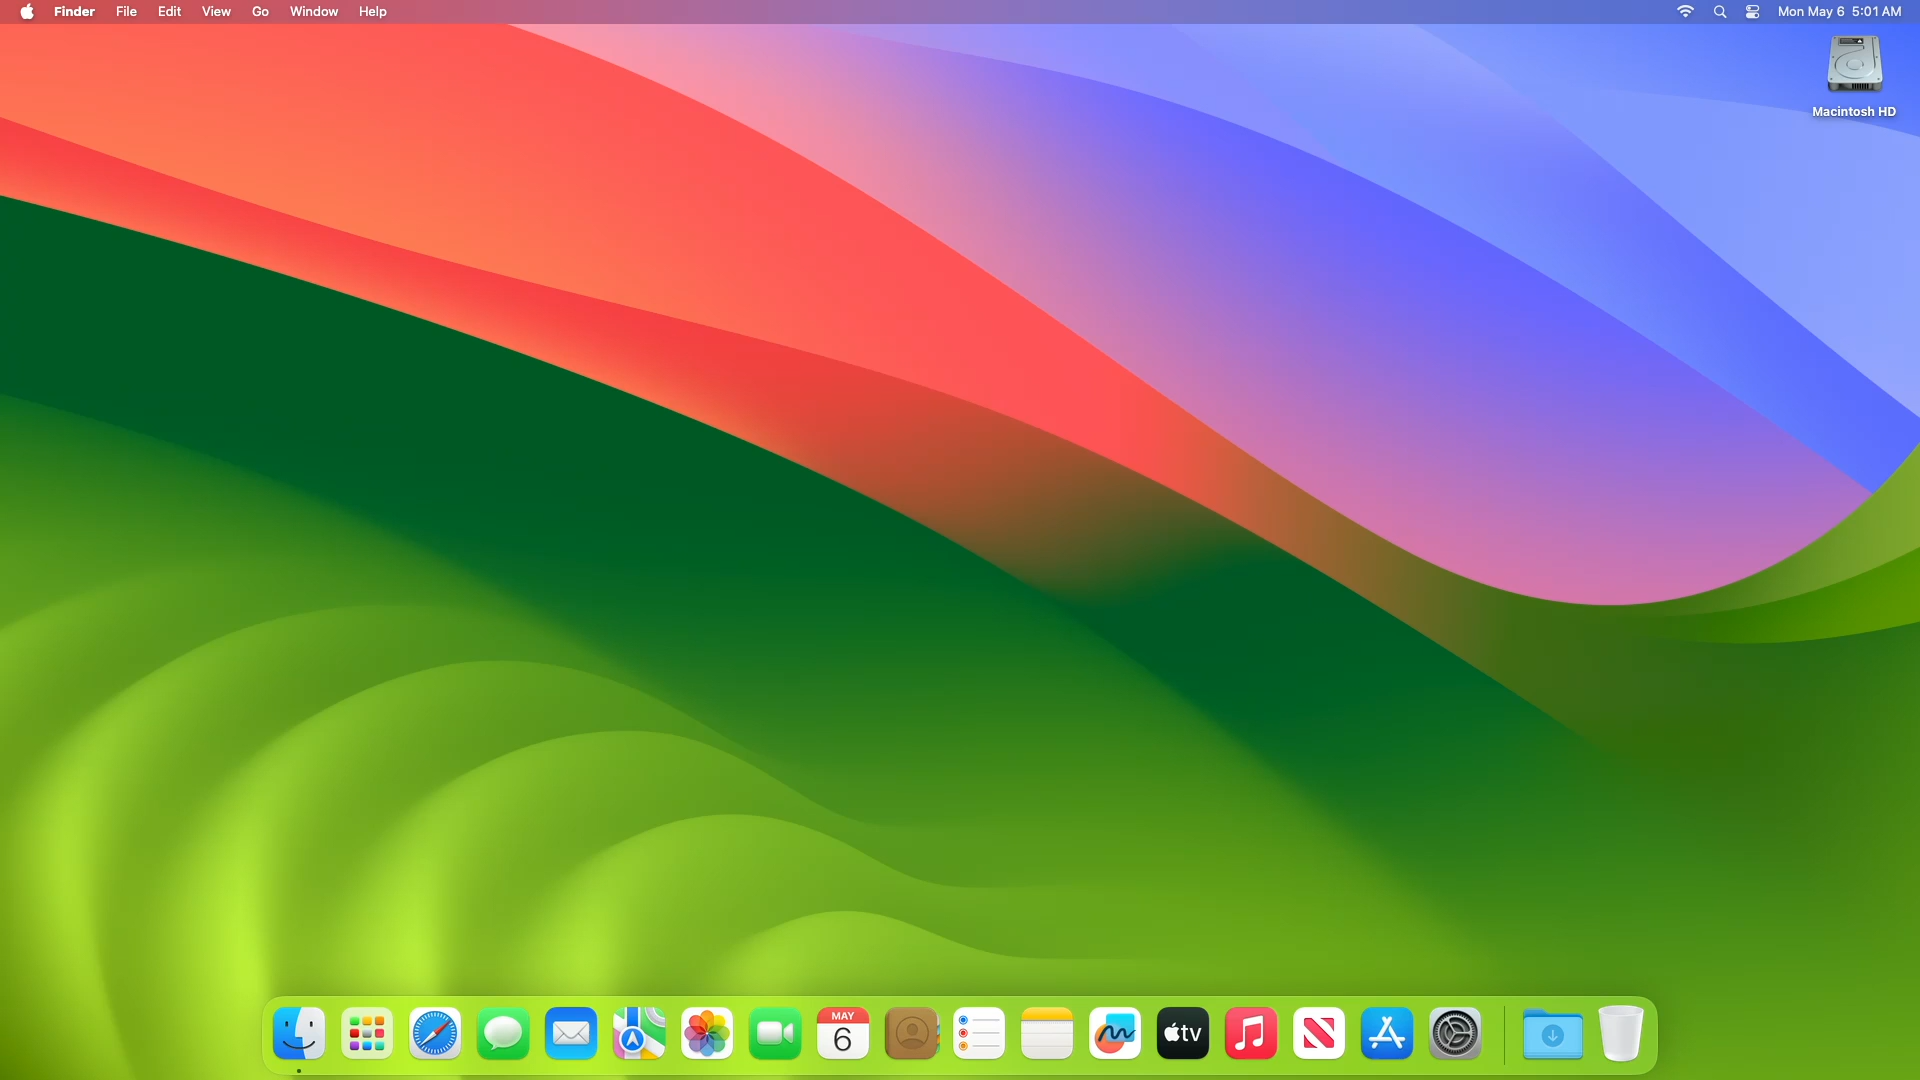 Finder File Edit View Go Window Help Mon May 6 5:01 AM
Macintosh HD
MAY
6
tv